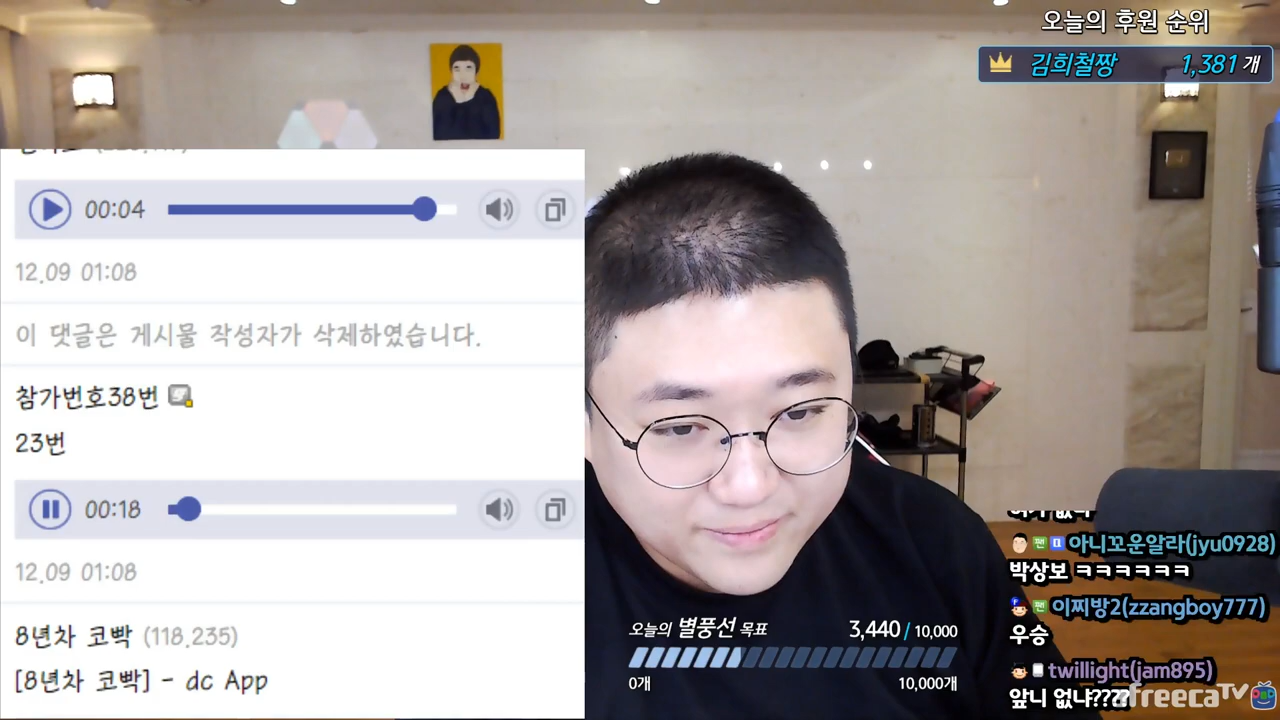 오늘의 후원 순위
김희철짱 1,381 개
00:04
12.09 01:08
이 댓글은 게시물 작성자가 삭제하였습니다.
참가번호38번
23번
00:18
12.09 01:08
8년차 코빡 (118.235)
[8년차 코빡] - dc App
오늘의 별풍선 목표 3,440 / 10,000
0개 10,000개
아니꼬운알라(jyu0928)
박상보 ㅋㅋㅋㅋㅋㅋ
이찌방2(zzangboy777)
우승
twillight(jam895)
앞니 없냐????
afreecaTV